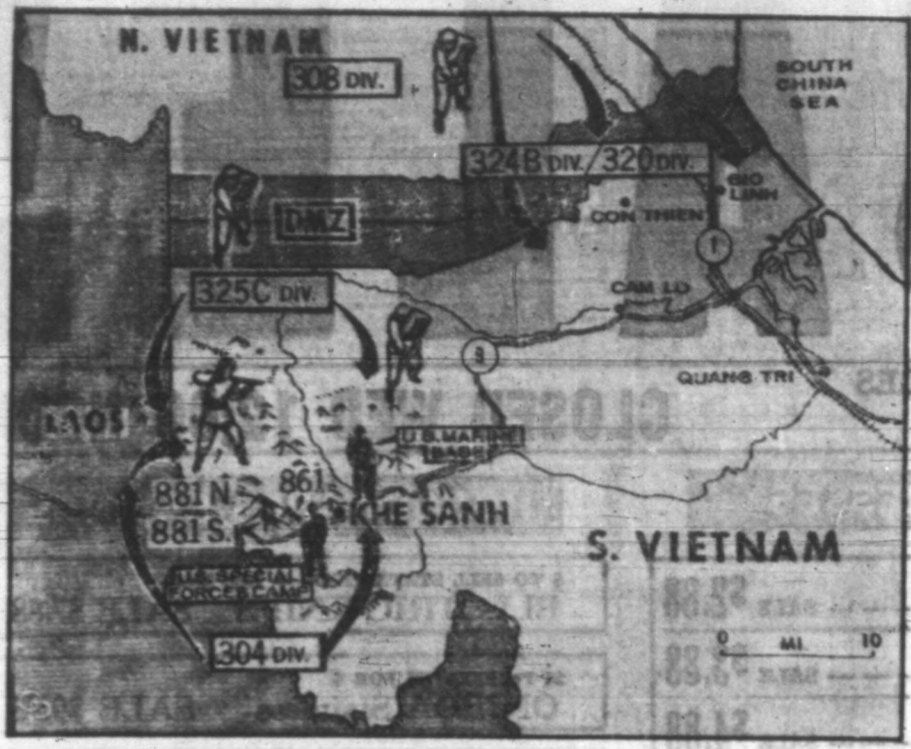 N. VIETNAM
308 DIV.
SOUTH
CHINA
SEA
324B DIV./320 DIV.
GIO
LINH
CON THIEN
DMZ
1
325C DIV.
CAM LO
9
QUANG TRI
LAOS
U.S. MARINE
BASE
881 N.
861
881 S.
KHE SANH
S. VIETNAM
U.S. SPECIAL
FORCES CAMP
304 DIV.
0 MI 10